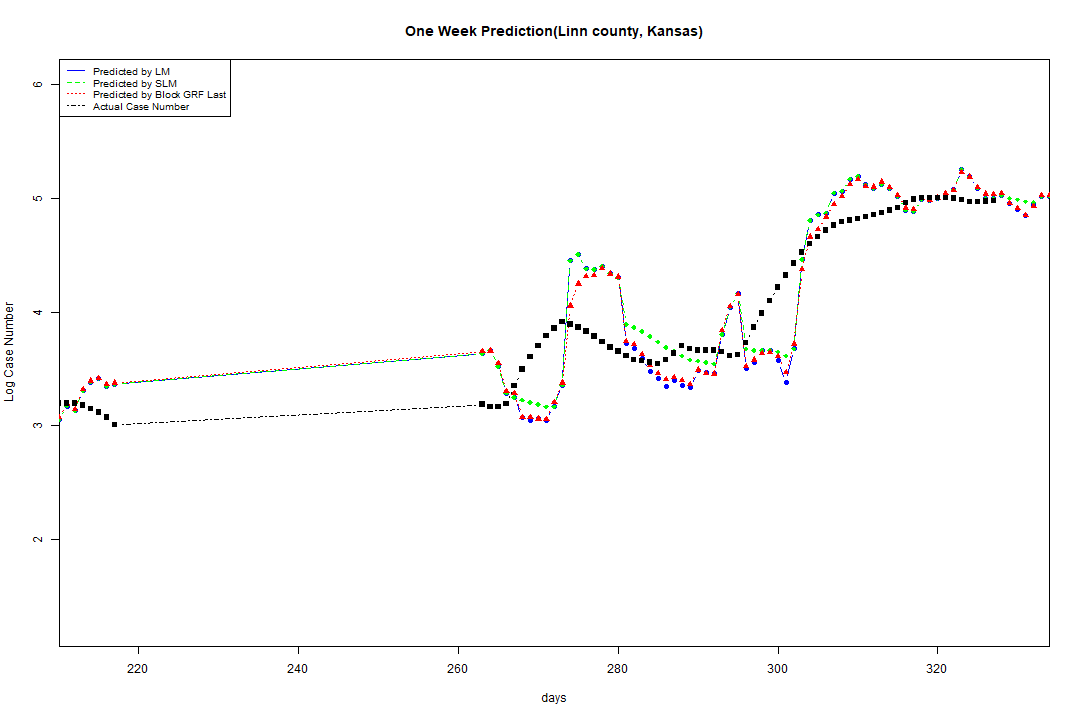 One Week Prediction(Linn county, Kansas)
Predicted by LM
Predicted by SLM
Predicted by Block GRF Last
Actual Case Number
6
5
4
3
2
Log Case Number
220 240 260 280 300 320
days